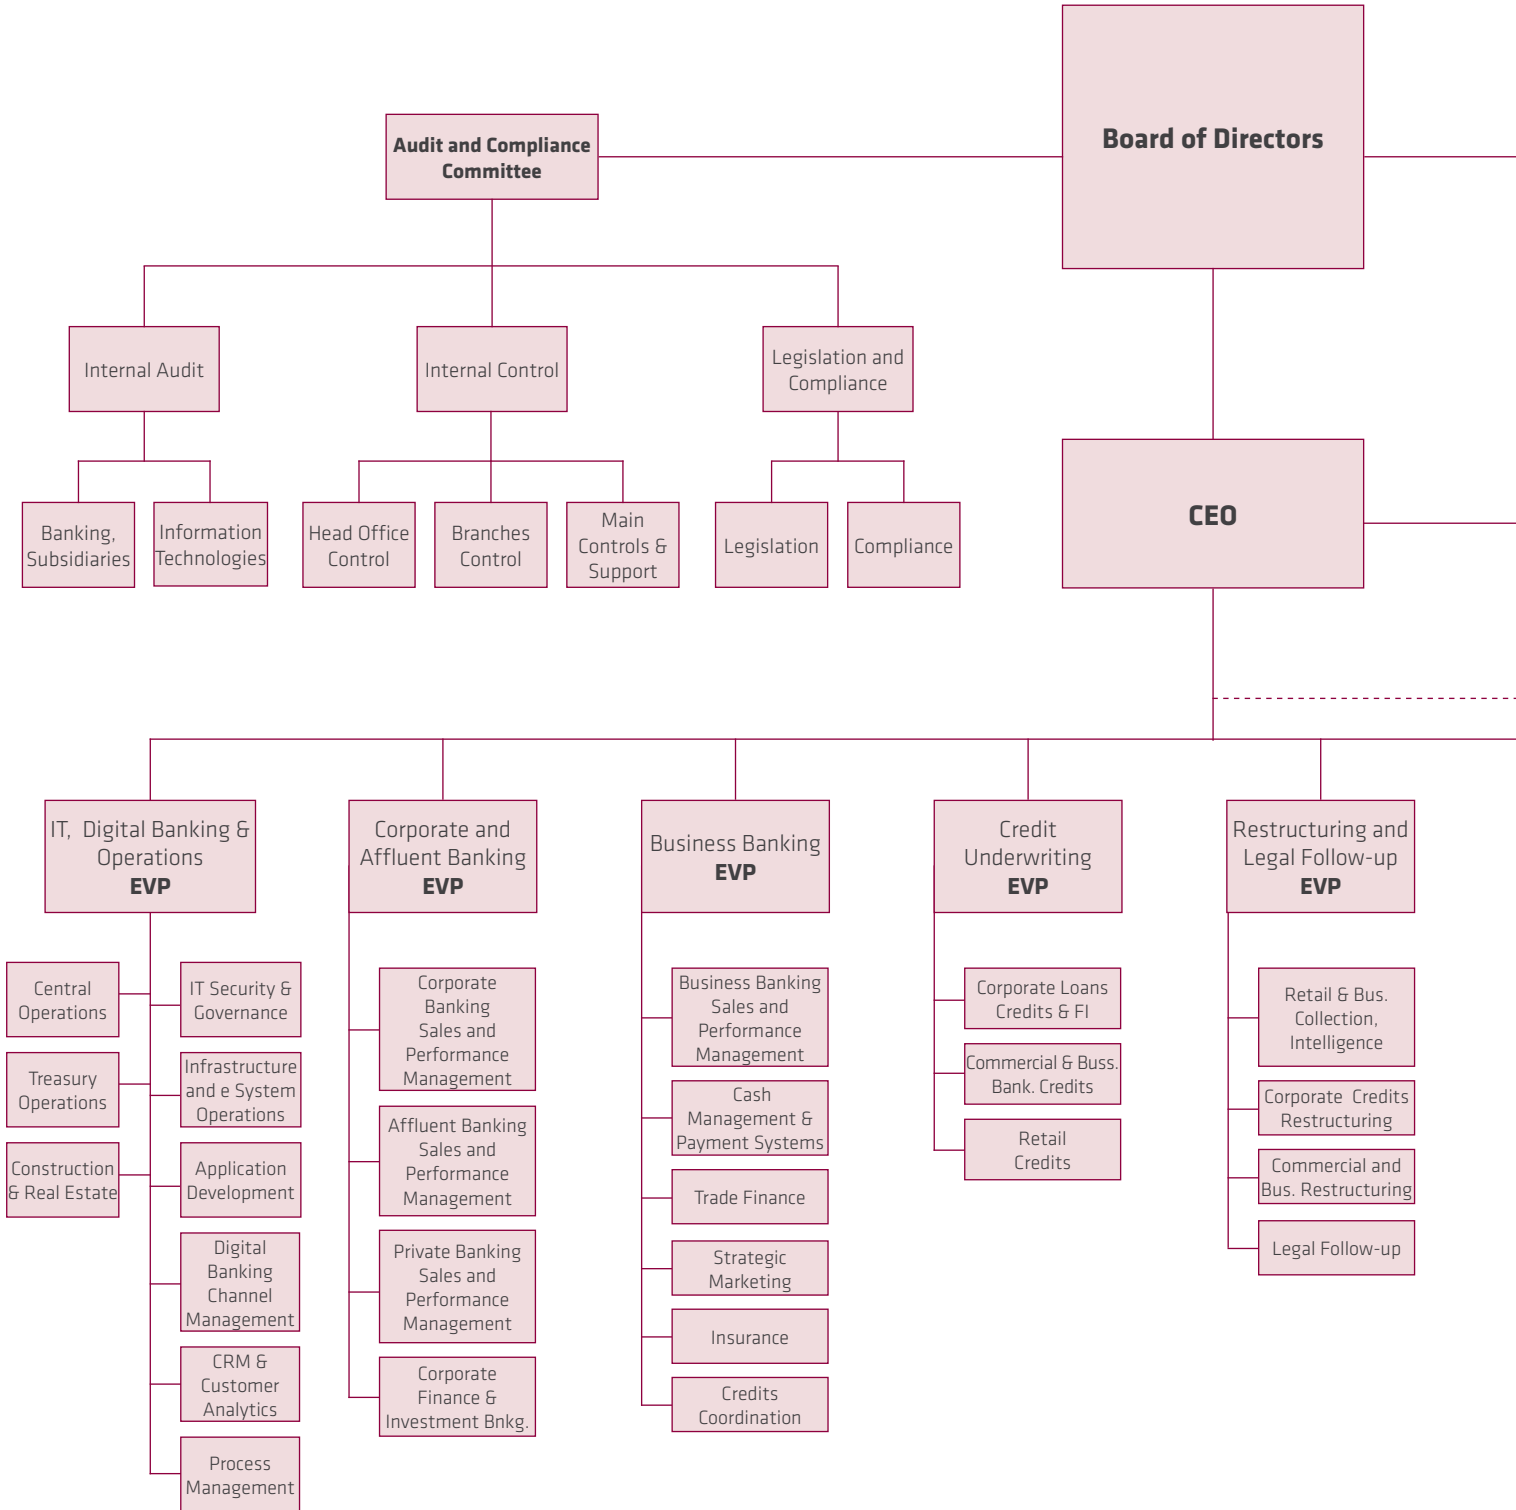 Board of Directors
Audit and Compliance
Committee
Internal Audit
Internal Control
Legislation and
Compliance
Banking,
Subsidiaries
Information
Technologies
Head Office
Control
Branches
Control
Main
Controls &
Support
Legislation
Compliance
CEO
IT, Digital Banking &
Operations
EVP
Corporate and
Affluent Banking
EVP
Business Banking
EVP
Credit
Underwriting
EVP
Restructuring and
Legal Follow-up
EVP
Central
Operations
Treasury
Operations
Construction
& Real Estate
IT Security &
Governance
Infrastructure
and e System
Operations
Application
Development
Digital
Banking
Channel
Management
CRM &
Customer
Analytics
Process
Management
Corporate
Banking
Sales and
Performance
Management
Affluent Banking
Sales and
Performance
Management
Private Banking
Sales and
Performance
Management
Corporate
Finance &
Investment Bnkg.
Business Banking
Sales and
Performance
Management
Cash
Management &
Payment Systems
Trade Finance
Strategic
Marketing
Insurance
Credits
Coordination
Corporate Loans
Credits & FI
Commercial & Buss.
Bank. Credits
Retail
Credits
Retail & Bus.
Collection,
Intelligence
Corporate Credits
Restructuring
Commercial and
Bus. Restructuring
Legal Follow-up